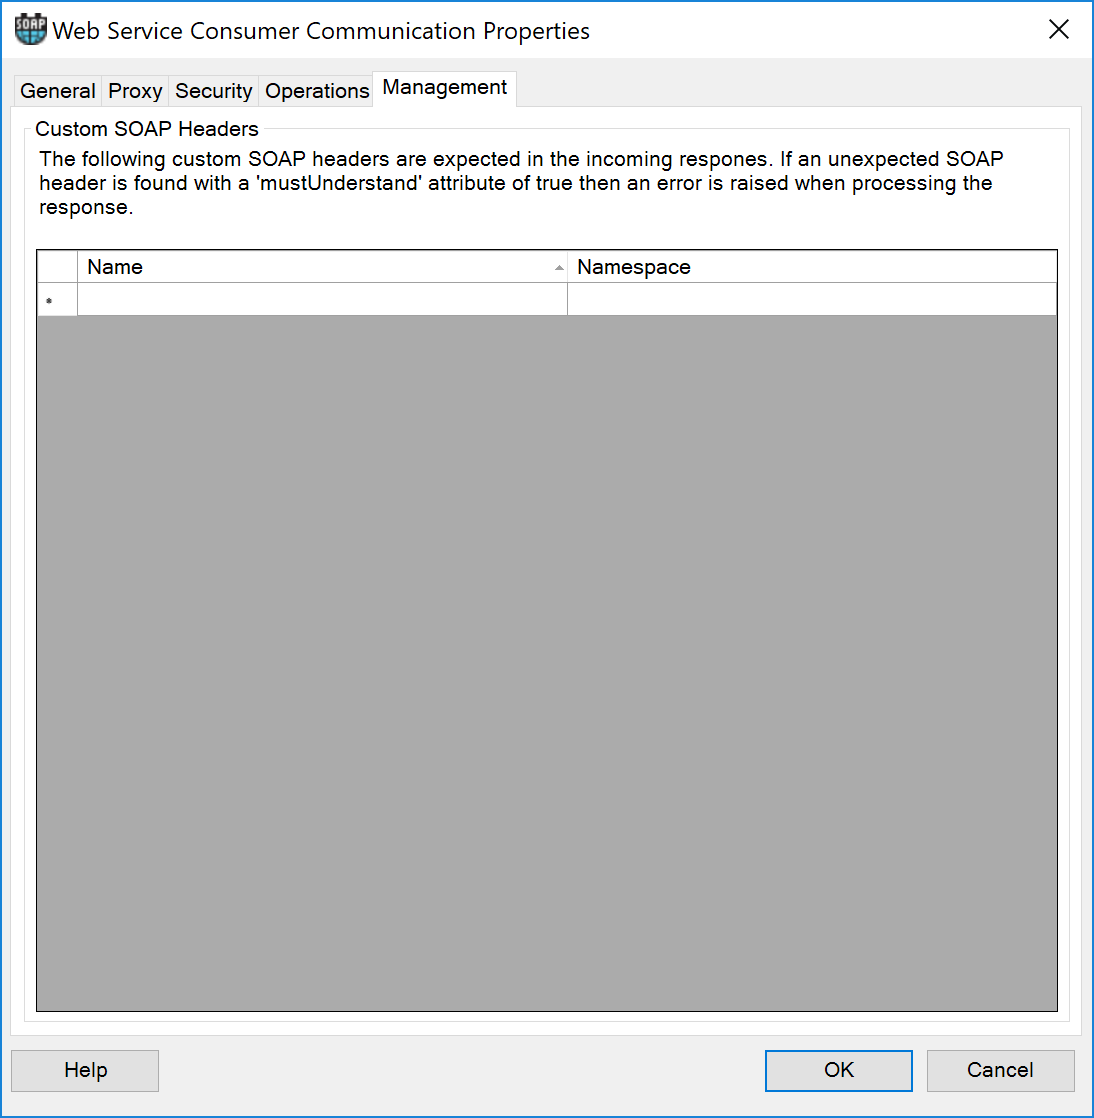 SOAP
Web Service Consumer Communication Properties
General Proxy Security Operations Management
Custom SOAP Headers
The following custom SOAP headers are expected in the incoming respones. If an unexpected SOAP
header is found with a 'mustUnderstand' attribute of true then an error is raised when processing the
response.
Name Namespace
Help OK Cancel